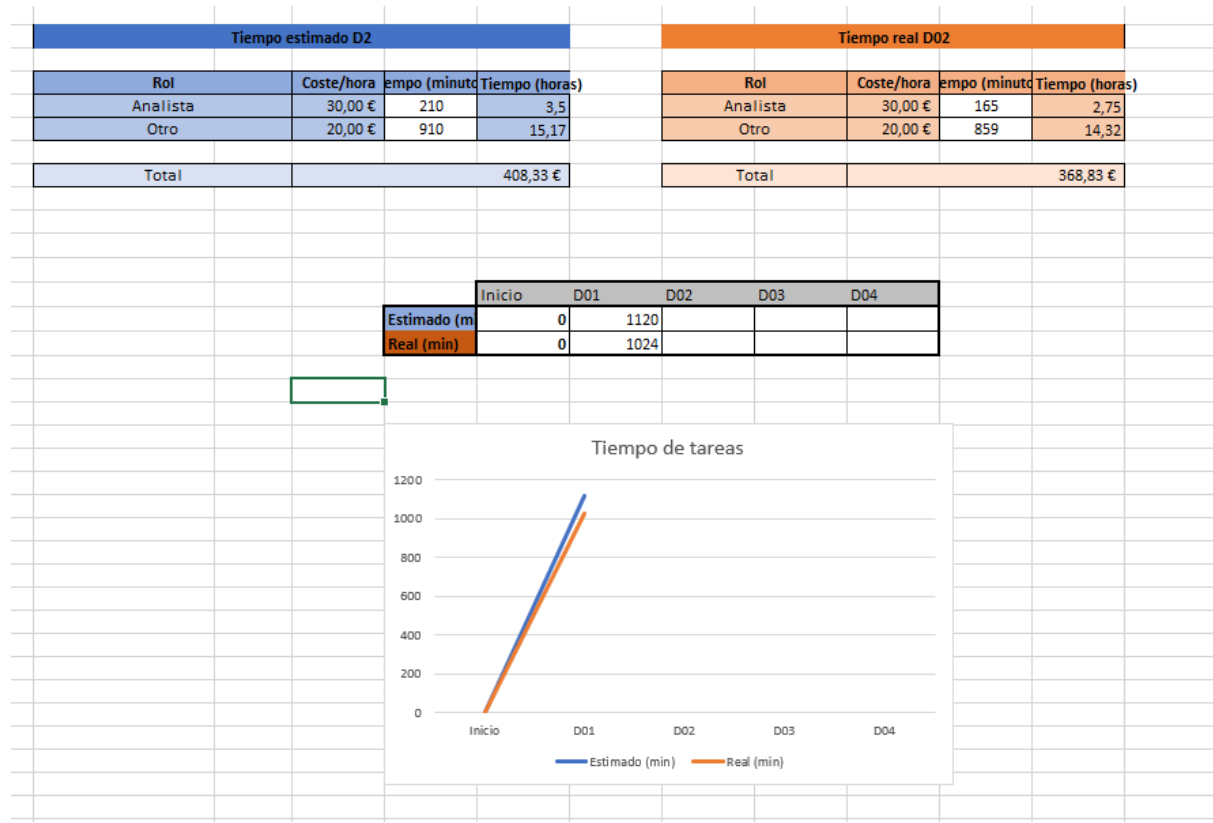 Tiempo estimado D2 Tiempo real D02
Rol Coste/hora empo (minuto Tiempo (horas) Rol Coste/hora empo (minuto Tiempo (horas)
Analista 30,00 € 210 3,5 Analista 30,00 € 165 2,75
Otro 20,00 € 910 15,17 Otro 20,00 € 859 14,32
Total 408,33 € Total 368,83 €
Inicio D01 D02 D03 D04
Estimado (m 0 1120
Real (min) 0 1024
Tiempo de tareas
1200
1000
800
600
400
200
0
Inicio D01 D02 D03 D04
Estimado (min) Real (min)